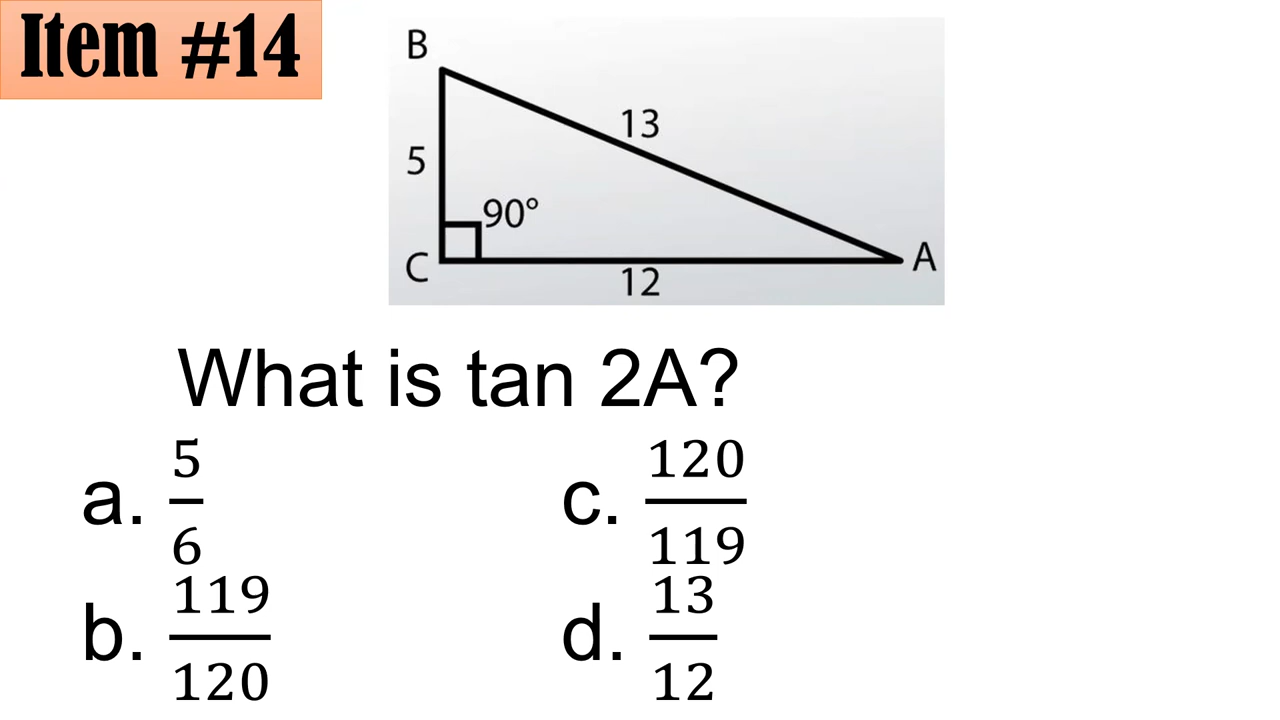 Item #14
B
13
5
90°
C
A
12
What is tan 2A?
a. 5/6
c. 120/119
b. 119/120
d. 13/12